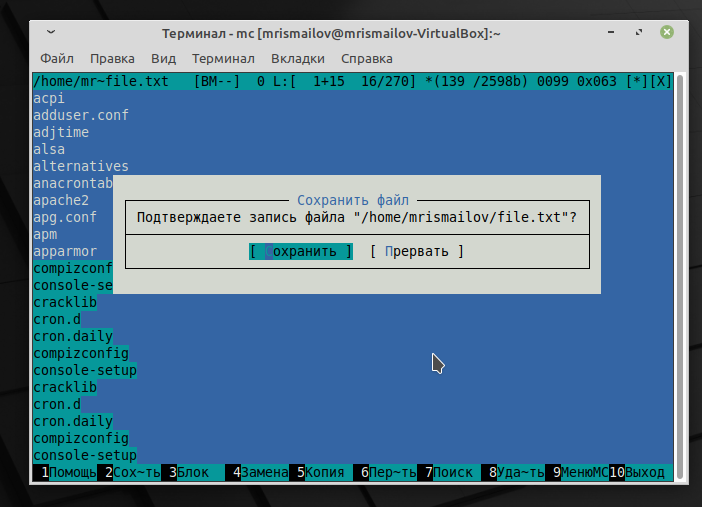 Терминал - mc [mrismailov@mrismailov-VirtualBox]:~
Файл Правка Вид Терминал Вкладки Справка
/home/mr~file.txt [BM--] 0 L:[ 1+15 16/270] *(139 /2598b) 0099 0x063 [*][X]
acpi
adduser.conf
adjtime
alsa
alternatives
anacrontab
apache2
apg.conf
apm
apparmor
Сохранить файл
Подтверждаете запись файла "/home/mrismailov/file.txt"?
[ Сохранить ] [ Прервать ]
compizconf
console-se
cracklib
cron.d
cron.daily
compizconfig
console-setup
cracklib
cron.d
cron.daily
compizconfig
console-setup
1Помощь 2Сох~ть 3Блок 4Замена 5Копия 6Пер~ть 7Поиск 8Уда~ть 9МенюМС 10Выход